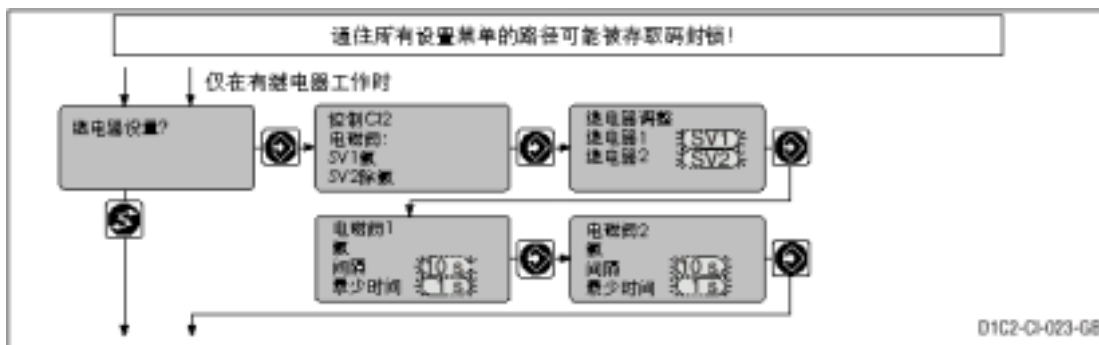 通住所有设置菜单的路径可能被存取码封锁!
仅在有继电器工作时
继电器设置?
控制Cl2
电磁阀:
SV1氯
SV2除氯
继电器调整
继电器1 SV1
继电器2 SV2
电磁阀1
氯
间隔 10 s
最少时间 1 s
电磁阀2
氯
间隔 10 s
最少时间 1 s
D1C2-CI-023-GB